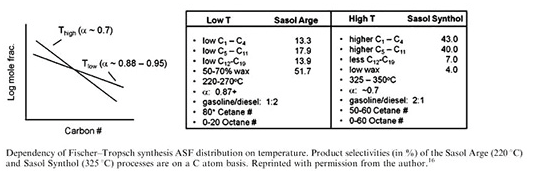 Log mole frac.
T high (α ~ 0.7)
T low (α ~ 0.88 – 0.95)
Carbon #
Low T Sasol Arge
• low C1 – C4 13.3
• low C5 – C11 17.9
• low C12-C19 13.9
• 50-70% wax 51.7
• 220-270°C
• α: 0.87+
• gasoline/diesel: 1:2
• 80+ Cetane #
• 0-20 Octane #
High T Sasol Synthol
• higher C1 – C4 43.0
• higher C5 – C11 40.0
• less C12-C19 7.0
• low wax 4.0
• 325 – 350°C
• α: ~0.7
• gasoline/diesel: 2:1
• 50-60 Cetane #
• 0-60 Octane #
Dependency of Fischer–Tropsch synthesis ASF distribution on temperature. Product selectivities (in %) of the Sasol Arge (220 °C)
and Sasol Synthol (325 °C) processes are on a C atom basis. Reprinted with permission from the author.16